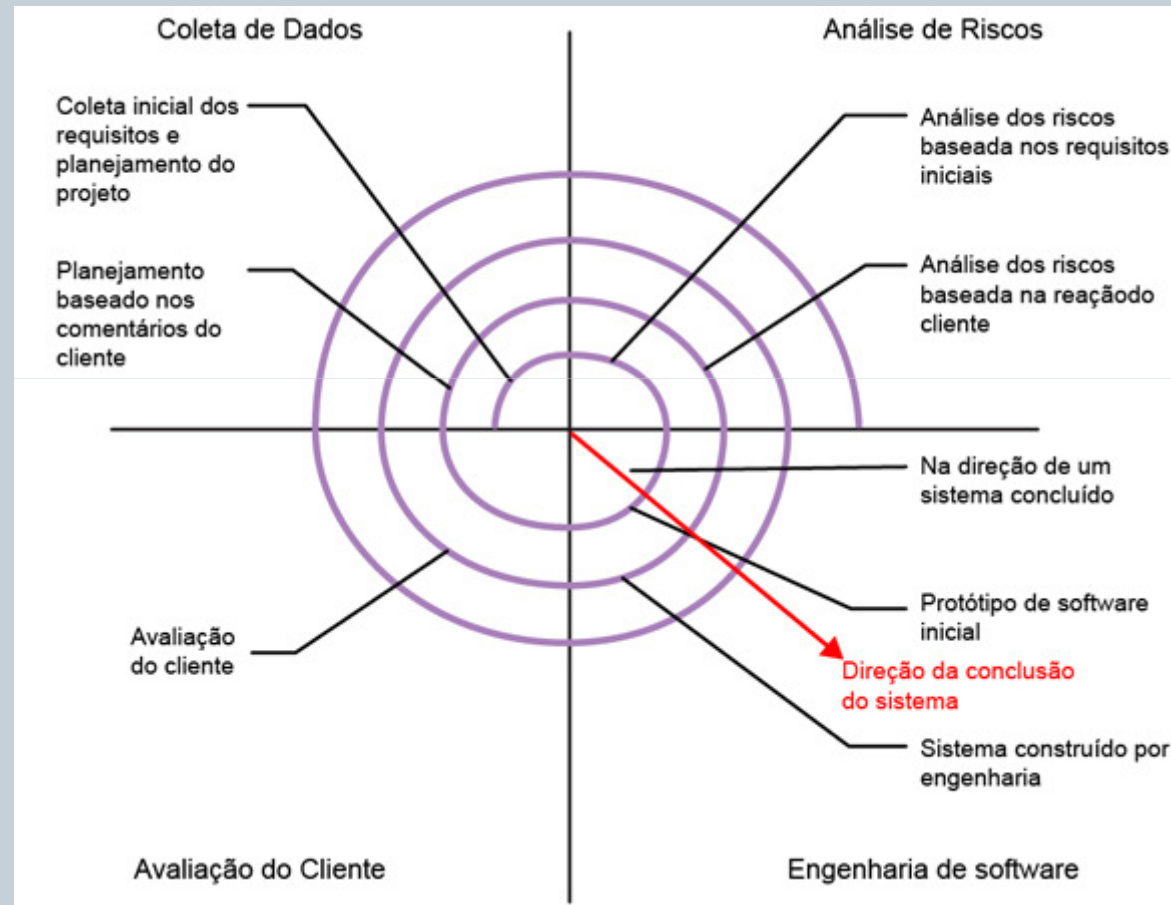 Coleta de Dados
Análise de Riscos
Coleta inicial dos
requisitos e
planejamento do
projeto
Análise dos riscos
baseada nos requisitos
iniciais
Planejamento
baseado nos
comentários do
cliente
Análise dos riscos
baseada na reaçãodo
cliente
Na direção de um
sistema concluído
Protótipo de software
inicial
Avaliação
do cliente
Direção da conclusão
do sistema
Sistema construído por
engenharia
Avaliação do Cliente
Engenharia de software